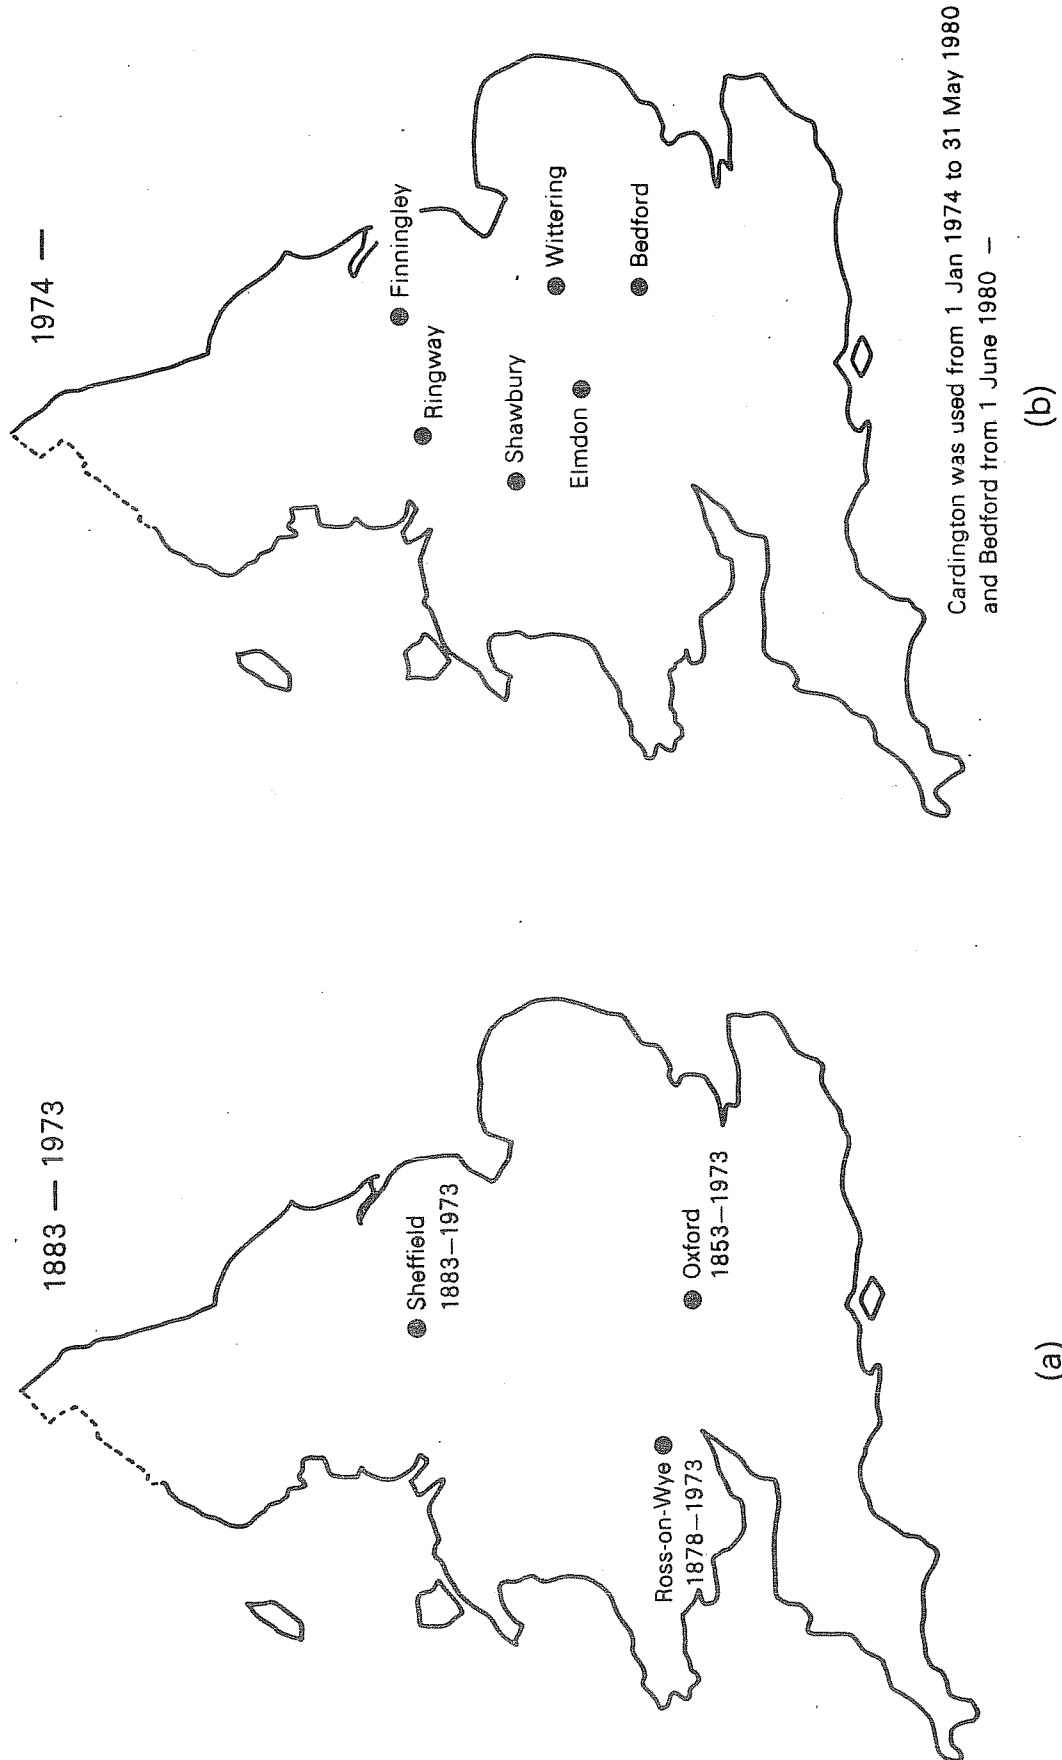 1883 — 1973
Sheffield
1883—1973
Ross-on-Wye
1878—1973
Oxford
1853—1973
(a)
1974 —
Finningley
Ringway
Shawbury
Wittering
Elmdon
Bedford
Cardington was used from 1 Jan 1974 to 31 May 1980
and Bedford from 1 June 1980 —
(b)